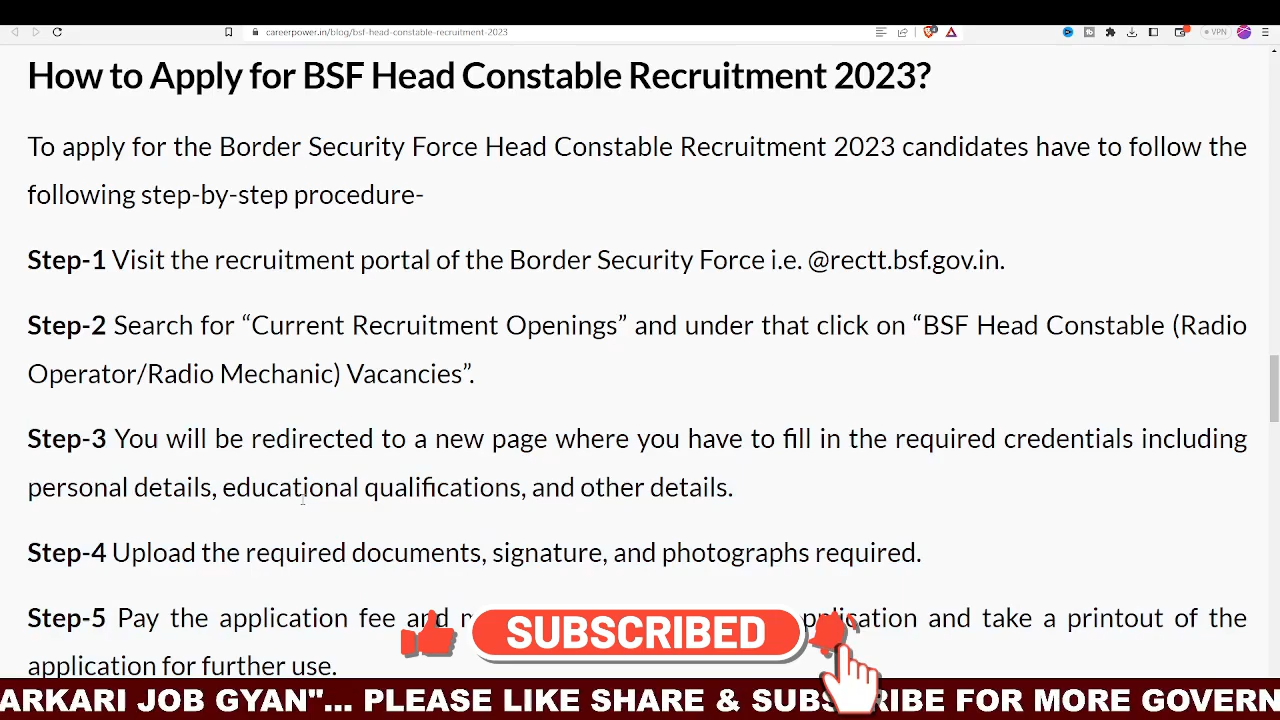 careerpower.in/blog/bsf-head-constable-recruitment-2023
VPN
How to Apply for BSF Head Constable Recruitment 2023?
To apply for the Border Security Force Head Constable Recruitment 2023 candidates have to follow the
following step-by-step procedure-
Step-1 Visit the recruitment portal of the Border Security Force i.e. @rectt.bsf.gov.in.
Step-2 Search for “Current Recruitment Openings” and under that click on “BSF Head Constable (Radio
Operator/Radio Mechanic) Vacancies”.
Step-3 You will be redirected to a new page where you have to fill in the required credentials including
personal details, educational qualifications, and other details.
Step-4 Upload the required documents, signature, and photographs required.
Step-5 Pay the application fee and application and take a printout of the
SUBSCRIBED
application for further use.
ARKARI JOB GYAN"... PLEASE LIKE SHARE & SUBSCRIBE FOR MORE GOVERN